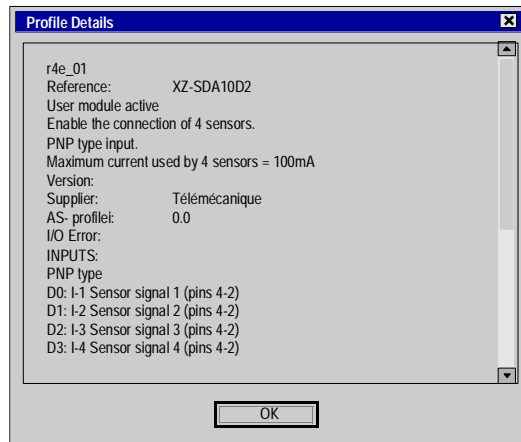 Profile Details
r4e_01
Reference: XZ-SDA10D2
User module active
Enable the connection of 4 sensors.
PNP type input.
Maximum current used by 4 sensors = 100mA
Version:
Supplier: Télémécanique
AS- profilei: 0.0
I/O Error:
INPUTS:
PNP type
D0: I-1 Sensor signal 1 (pins 4-2)
D1: I-2 Sensor signal 2 (pins 4-2)
D2: I-3 Sensor signal 3 (pins 4-2)
D3: I-4 Sensor signal 4 (pins 4-2)
OK